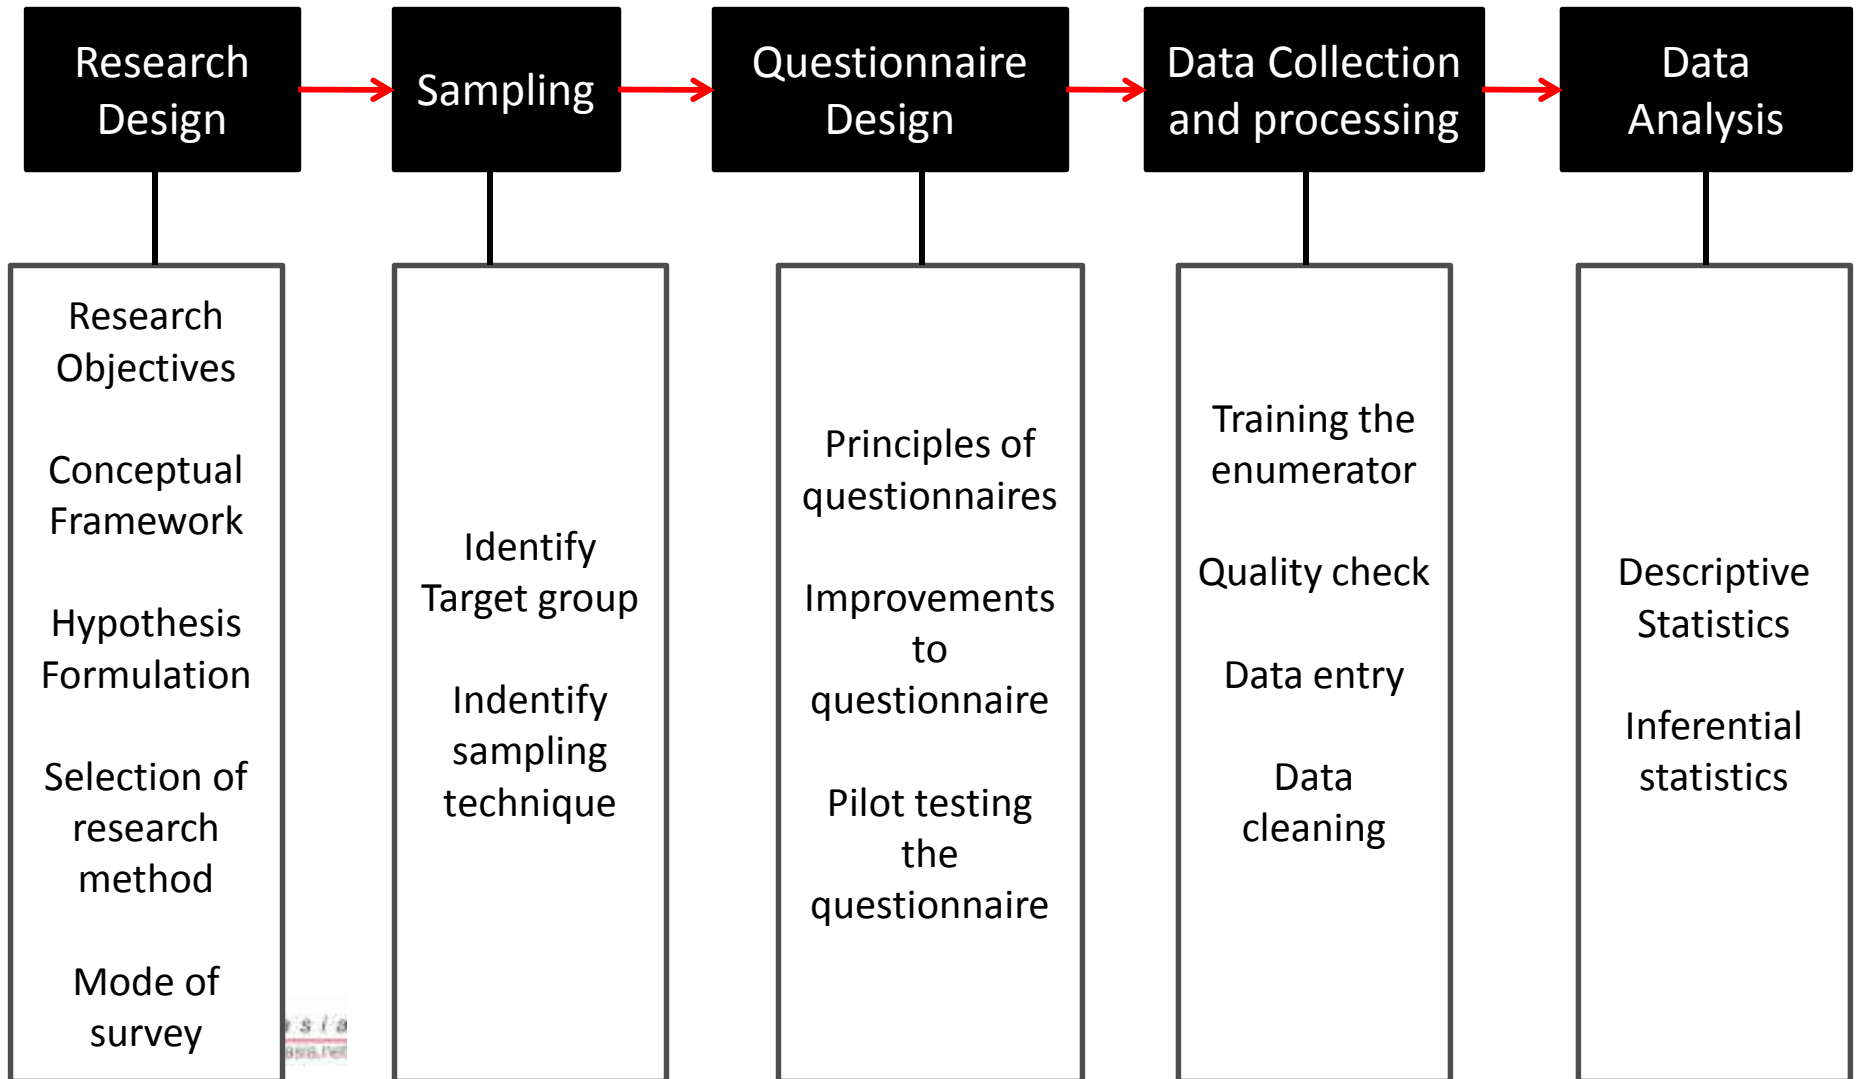 Research
Design
Sampling
Questionnaire
Design
Data Collection
and processing
Data
Analysis
Research
Objectives
Conceptual
Framework
Hypothesis
Formulation
Selection of
research
method
Mode of
survey
Identify
Target group
Indentify
sampling
technique
Principles of
questionnaires
Improvements
to
questionnaire
Pilot testing
the
questionnaire
Training the
enumerator
Quality check
Data entry
Data
cleaning
Descriptive
Statistics
Inferential
statistics